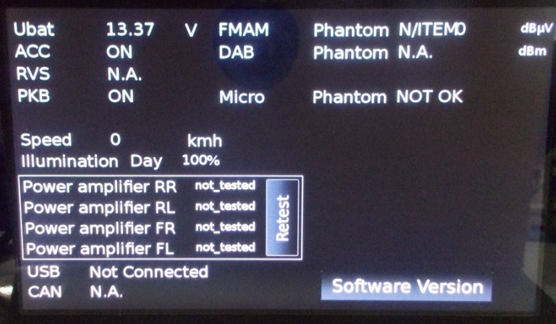 Ubat 13.37 V FMAM Phantom N/ITEM0 dBµV
ACC ON DAB Phantom N.A. dBm
RVS N.A.
PKB ON Micro Phantom NOT OK
Speed 0 kmh
Illumination Day 100%
Power amplifier RR not_tested
Power amplifier RL not_tested
Power amplifier FR not_tested
Power amplifier FL not_tested
Retest
USB Not Connected
CAN N.A.
Software Version